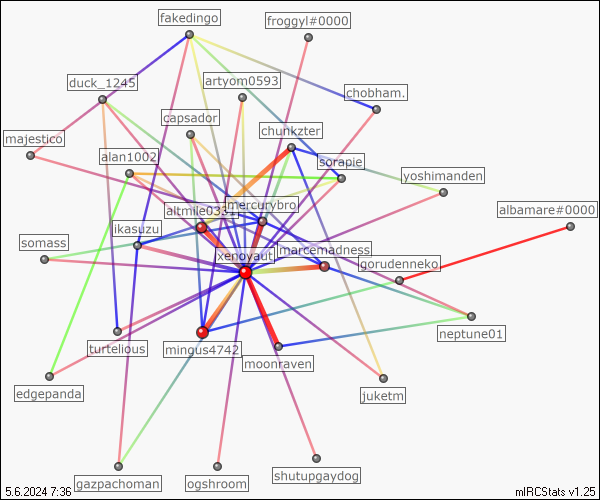 fakedingo
froggyl#0000
duck_1245
artyom0593
chobham.
capsador
chunkzter
majestico
alan1002
sorapie
yoshimanden
altmile0331
mercurybro
albamare#0000
ikasuzu
somass
xenoyaut
marcemadness
gorudenneko
turtelious
mingus4742
neptune01
moonraven
edgepanda
juketm
gazpachoman
ogshroom
shutupgaydog
5.6.2024 7:36
mIRCStats v1.25